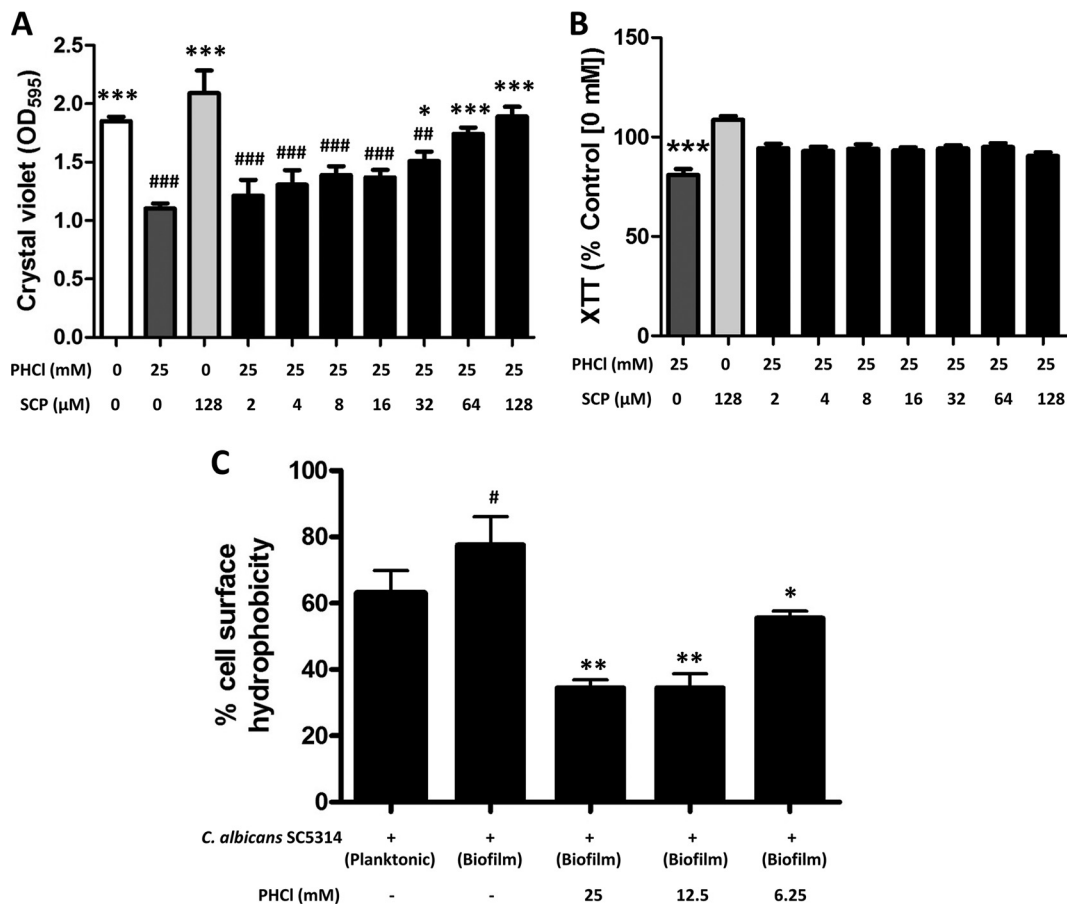 A
Crystal violet (OD595)
2.5
2.0
1.5
1.0
0.5
0.0
***
###
***
###
###
###
###
*
##
***
***
PHCl (mM) 0 25 0 25 25 25 25 25 25 25
SCP (µM) 0 0 128 2 4 8 16 32 64 128
B
XTT (% Control [0 mM])
150
100
50
0
***
PHCl (mM) 25 0 25 25 25 25 25 25 25
SCP (µM) 0 128 2 4 8 16 32 64 128
C
% cell surface
hydrophobicity
100
80
60
40
20
0
#
**
**
*
C. albicans SC5314 + + + + +
(Planktonic) (Biofilm) (Biofilm) (Biofilm) (Biofilm)
PHCl (mM) - - 25 12.5 6.25